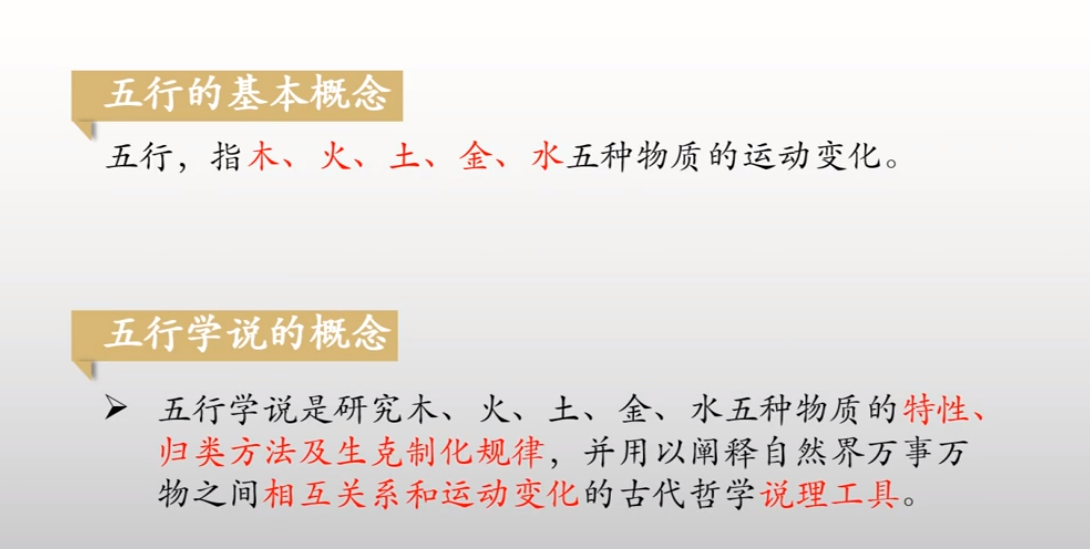 五行的基本概念
五行，指木、火、土、金、水五种物质的运动变化。
五行学说的概念
五行学说是研究木、火、土、金、水五种物质的特性、
归类方法及生克制化规律，并用以阐释自然界万事万
物之间相互关系和运动变化的古代哲学说理工具。